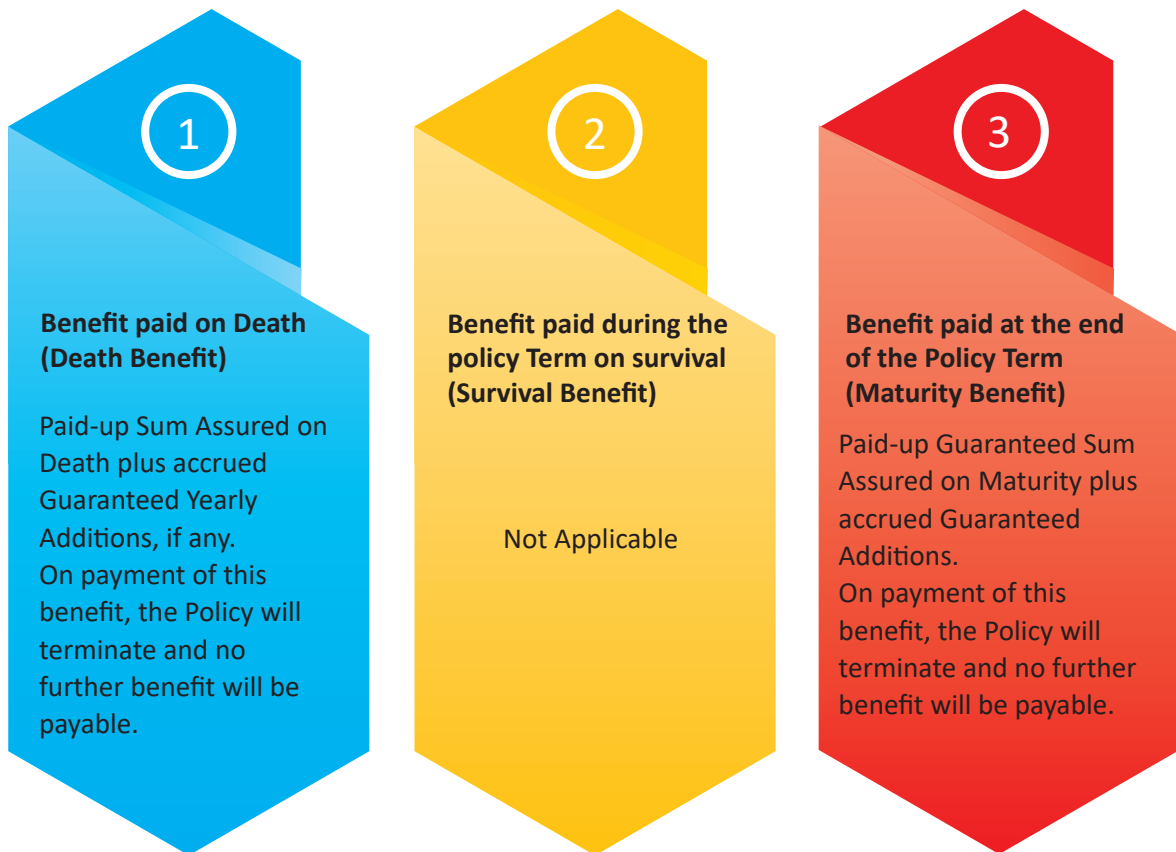 1
Benefit paid on Death
(Death Benefit)
Paid-up Sum Assured on
Death plus accrued
Guaranteed Yearly
Additions, if any.
On payment of this
benefit, the Policy will
terminate and no
further benefit will be
payable.
2
Benefit paid during the
policy Term on survival
(Survival Benefit)
Not Applicable
3
Benefit paid at the end
of the Policy Term
(Maturity Benefit)
Paid-up Guaranteed Sum
Assured on Maturity plus
accrued Guaranteed
Additions.
On payment of this
benefit, the Policy will
terminate and no further
benefit will be payable.